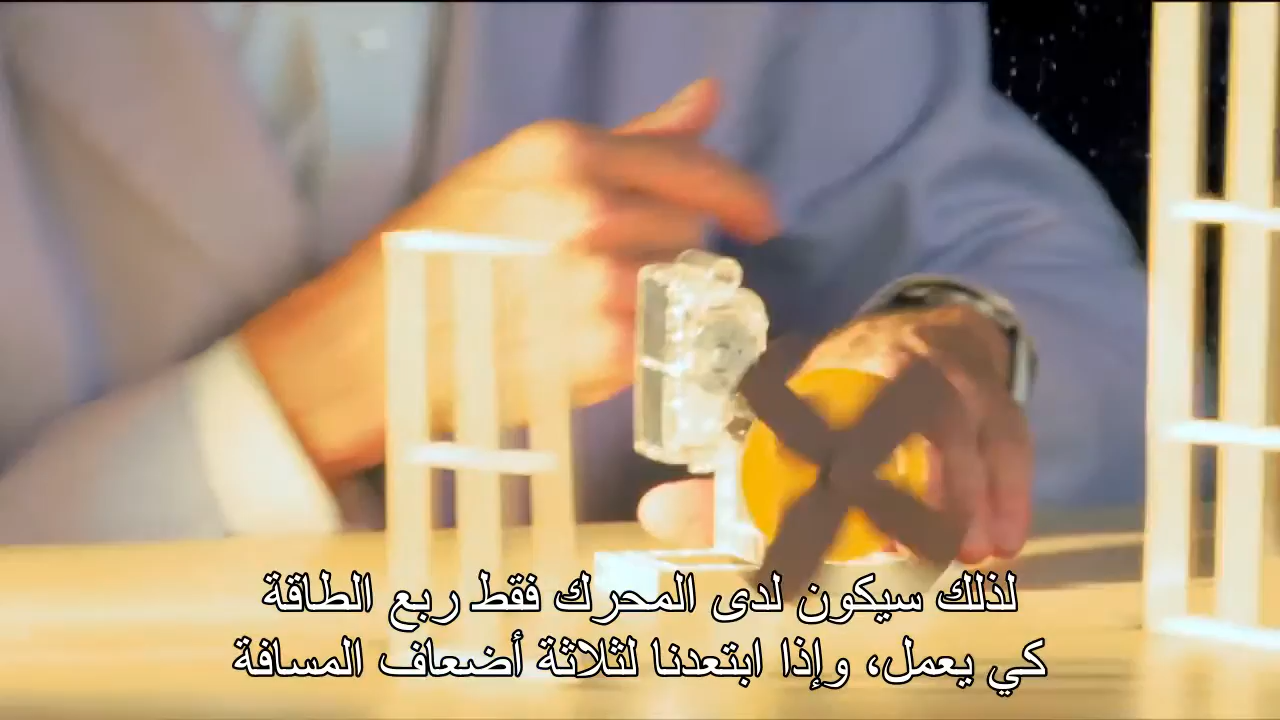 لذلك سيكون لدى المحرك فقط ربع الطاقة
كي يعمل، وإذا ابتعدنا لثلاثة أضعاف المسافة